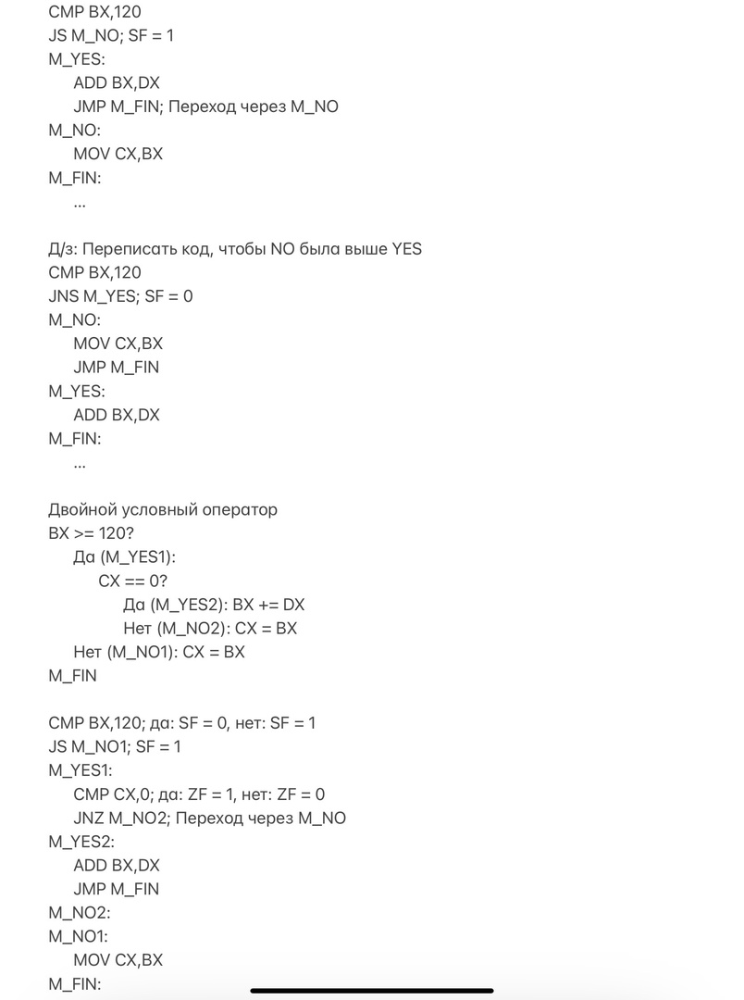 CMP BX,120
JS M_NO; SF = 1
M_YES:
ADD BX,DX
JMP M_FIN; Переход через M_NO
M_NO:
MOV CX,BX
M_FIN:
...
Д/з: Переписать код, чтобы NO была выше YES
CMP BX,120
JNS M_YES; SF = 0
M_NO:
MOV CX,BX
JMP M_FIN
M_YES:
ADD BX,DX
M_FIN:
...
Двойной условный оператор
BX >= 120?
Да (M_YES1):
CX == 0?
Да (M_YES2): BX += DX
Нет (M_NO2): CX = BX
Нет (M_NO1): CX = BX
M_FIN
CMP BX,120; да: SF = 0, нет: SF = 1
JS M_NO1; SF = 1
M_YES1:
CMP CX,0; да: ZF = 1, нет: ZF = 0
JNZ M_NO2; Переход через M_NO
M_YES2:
ADD BX,DX
JMP M_FIN
M_NO2:
M_NO1:
MOV CX,BX
M_FIN: